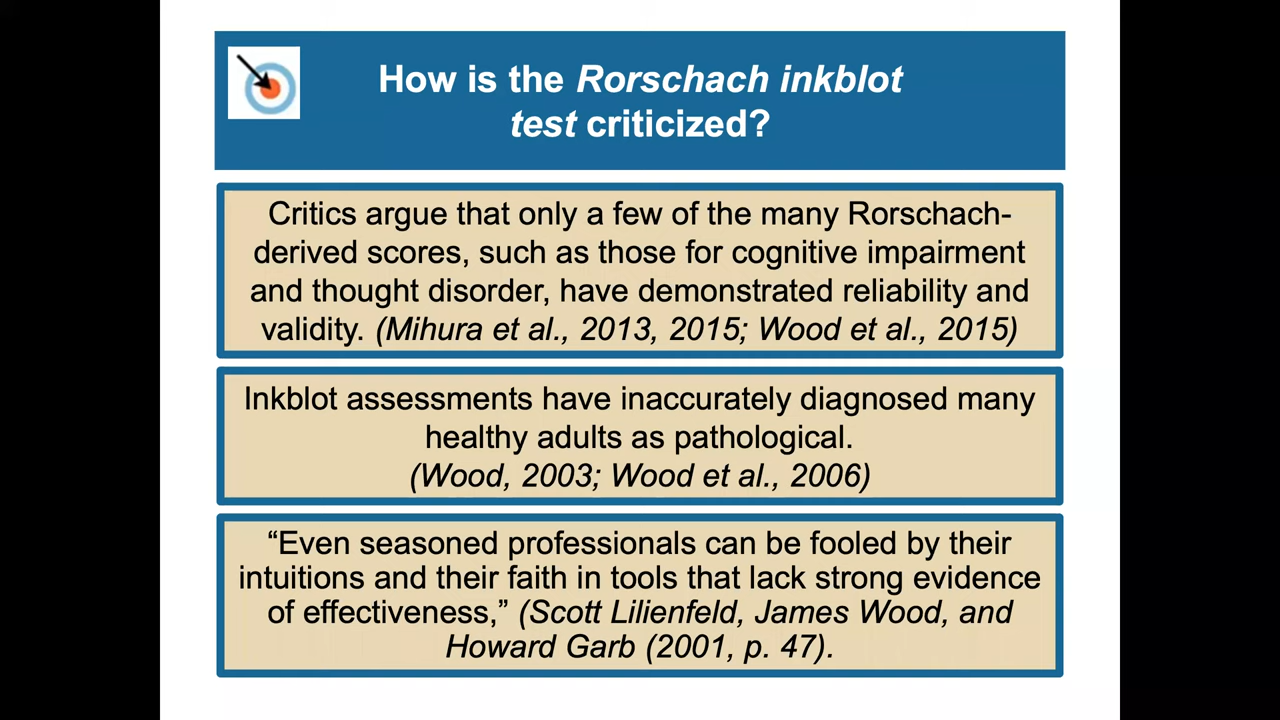 How is the Rorschach inkblot
test criticized?
Critics argue that only a few of the many Rorschach-
derived scores, such as those for cognitive impairment
and thought disorder, have demonstrated reliability and
validity. (Mihura et al., 2013, 2015; Wood et al., 2015)
Inkblot assessments have inaccurately diagnosed many
healthy adults as pathological.
(Wood, 2003; Wood et al., 2006)
“Even seasoned professionals can be fooled by their
intuitions and their faith in tools that lack strong evidence
of effectiveness,” (Scott Lilienfeld, James Wood, and
Howard Garb (2001, p. 47).